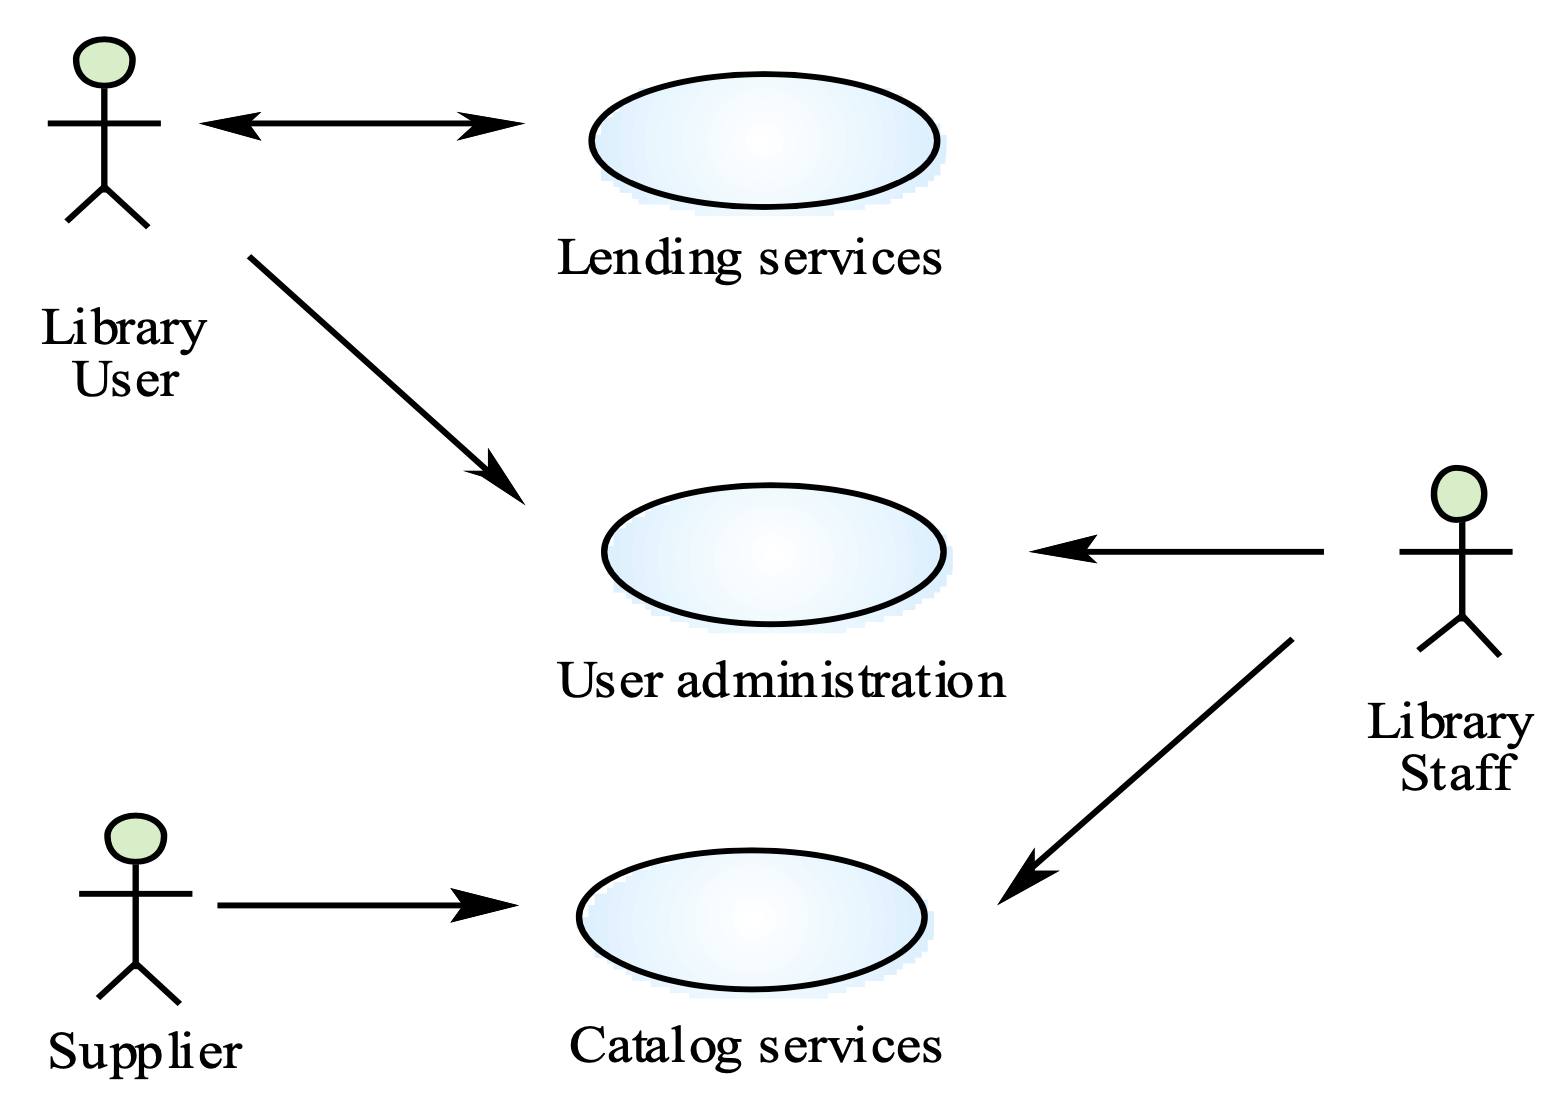 Lending services
Library
User
User administration
Library
Staff
Supplier
Catalog services